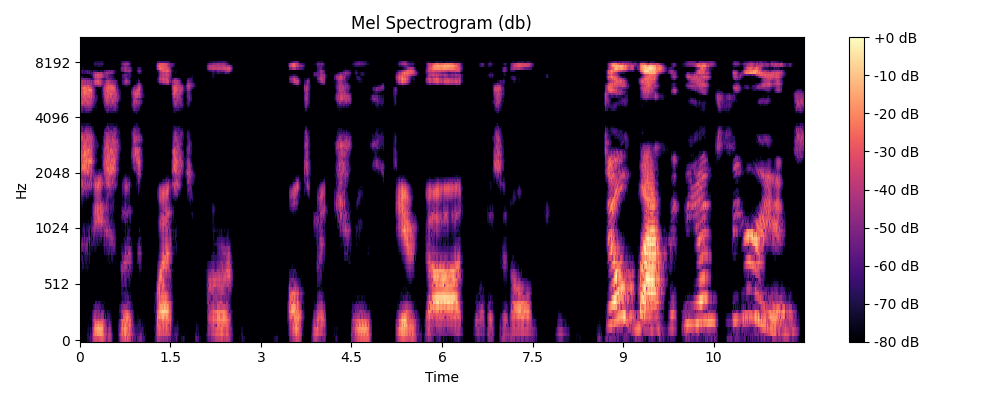 Mel Spectrogram (db)
8192
4096
2048
1024
512
0
Hz
0 1.5 3 4.5 6 7.5 9 10
Time
+0 dB
-10 dB
-20 dB
-30 dB
-40 dB
-50 dB
-60 dB
-70 dB
-80 dB